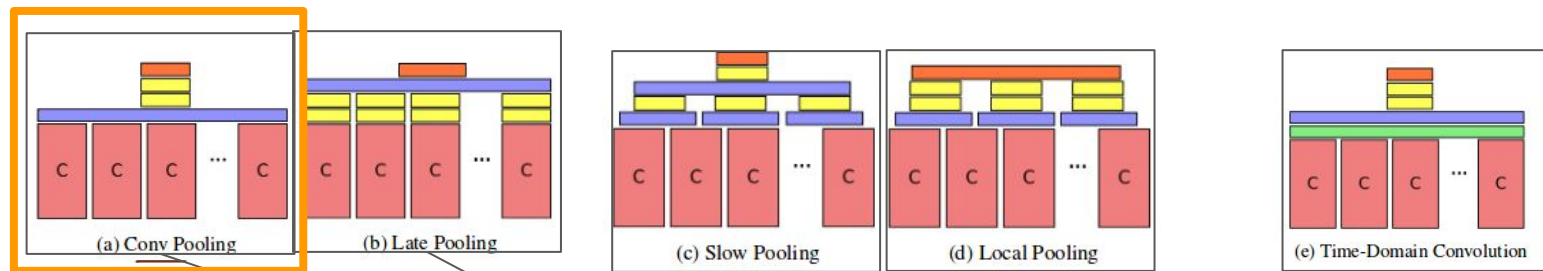 C C C ... C
(a) Conv Pooling
C C C ... C
(b) Late Pooling
C C C ... C
(c) Slow Pooling
C C C ... C
(d) Local Pooling
C C C ... C
(e) Time-Domain Convolution